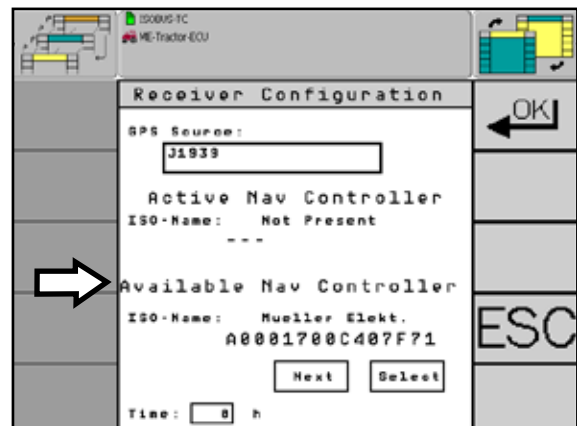 ISOBUS-TC
ME-Tractor-ECU
Receiver Configuration
OK
GPS Source:
J1939
Active Nav Controller
ISO-Name: Not Present
---
Available Nav Controller
ISO-Name: Mueller Elekt.
A0001700C407F71
ESC
Next Select
Time: 0 h